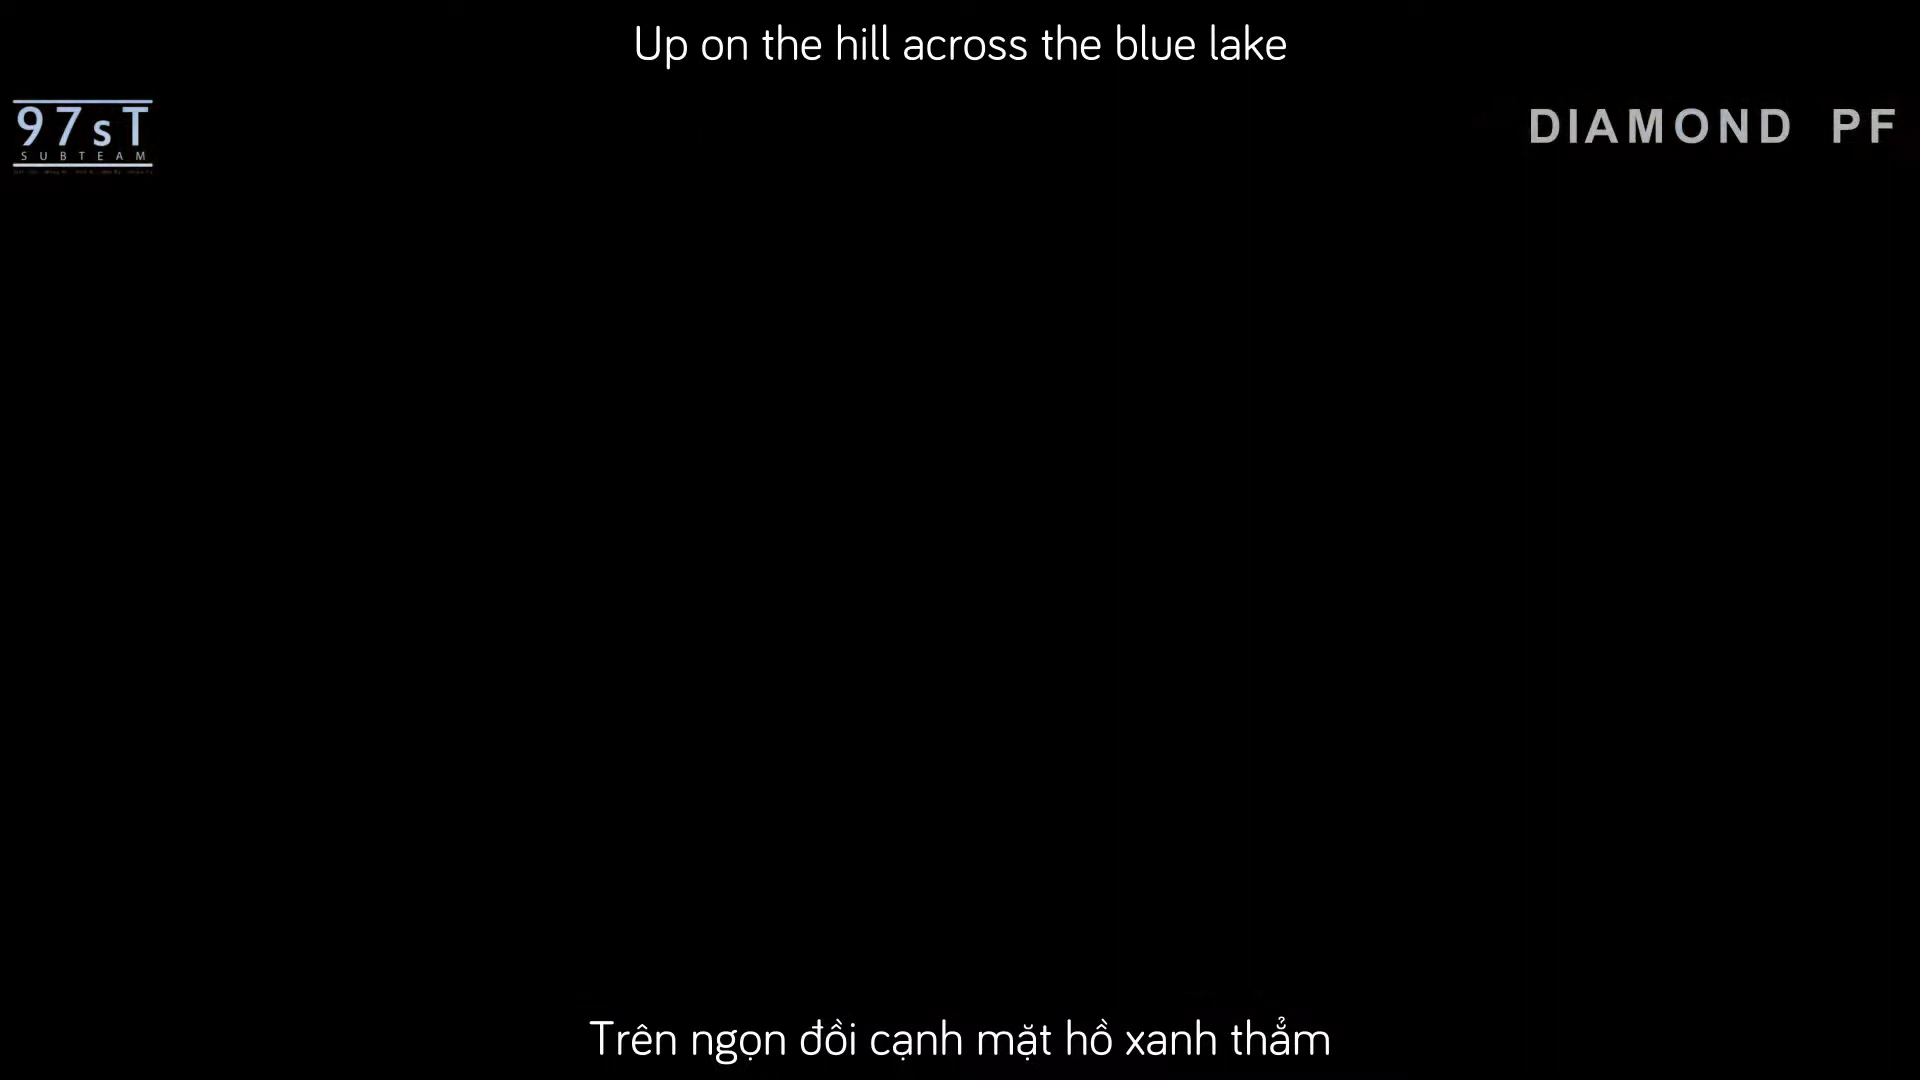 Up on the hill across the blue lake
97sT
SUBTEAM
DIAMOND PF
Trên ngọn đồi cạnh mặt hồ xanh thẳm